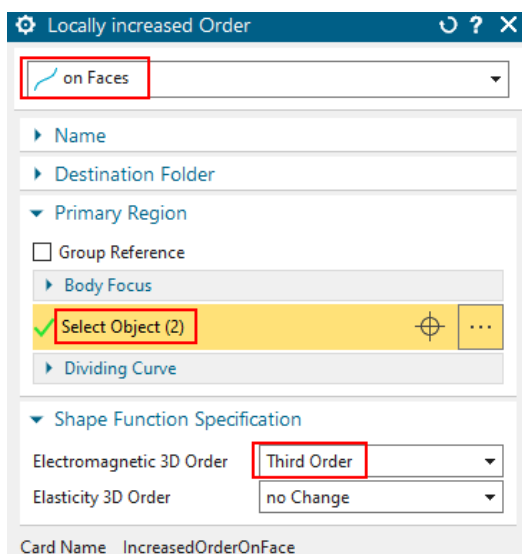 Locally increased Order ? X
on Faces
Name
Destination Folder
Primary Region
Group Reference
Body Focus
Select Object (2) ...
Dividing Curve
Shape Function Specification
Electromagnetic 3D Order Third Order
Elasticity 3D Order no Change
Card Name IncreasedOrderOnFace